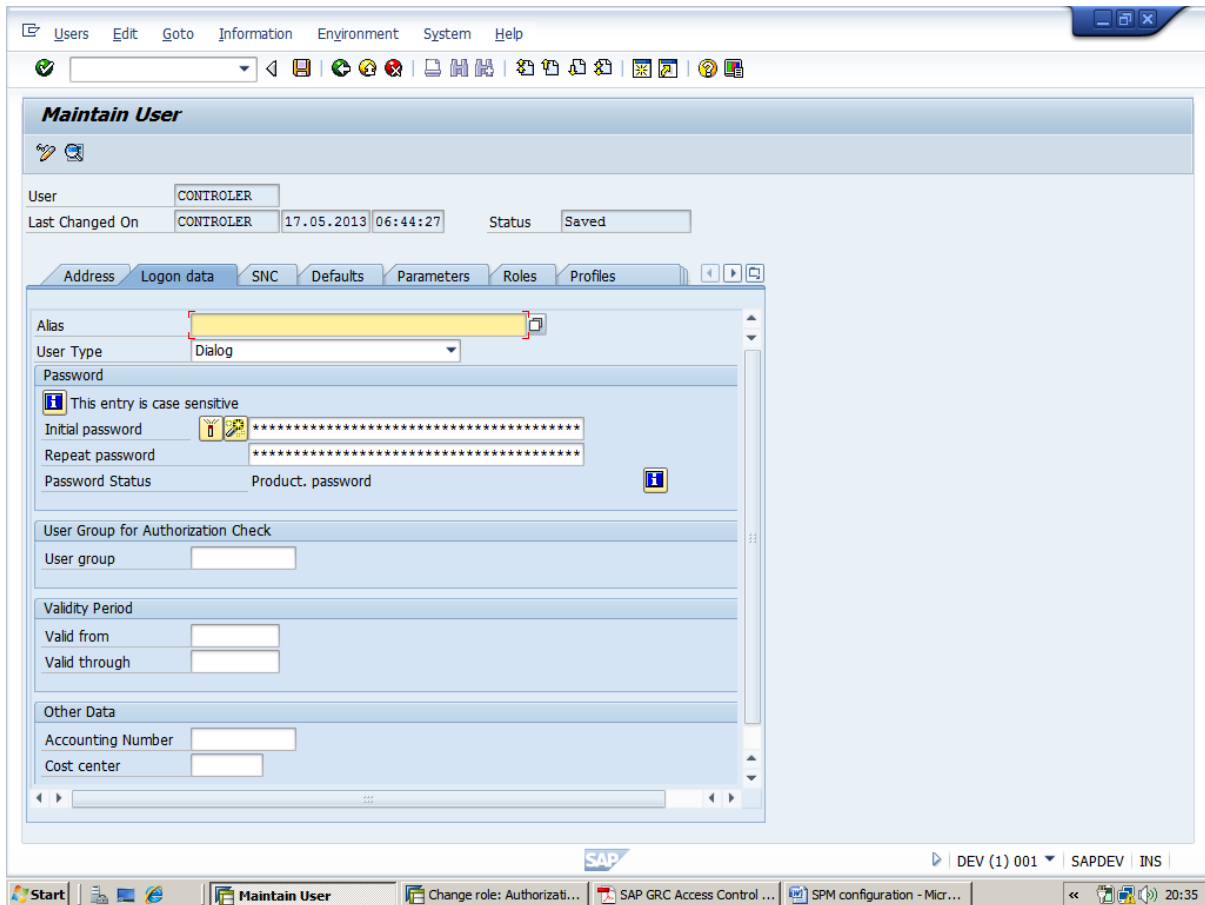 Users Edit Goto Information Environment System Help
Maintain User
User CONTROLER
Last Changed On CONTROLER 17.05.2013 06:44:27 Status Saved
Address Logon data SNC Defaults Parameters Roles Profiles
Alias
User Type Dialog
Password
This entry is case sensitive
Initial password ****************************************
Repeat password ****************************************
Password Status Product. password
User Group for Authorization Check
User group
Validity Period
Valid from
Valid through
Other Data
Accounting Number
Cost center
SAP DEV (1) 001 SAPDEV INS
Start Maintain User Change role: Authorizati... SAP GRC Access Control ... SPM configuration - Micr... « 20:35